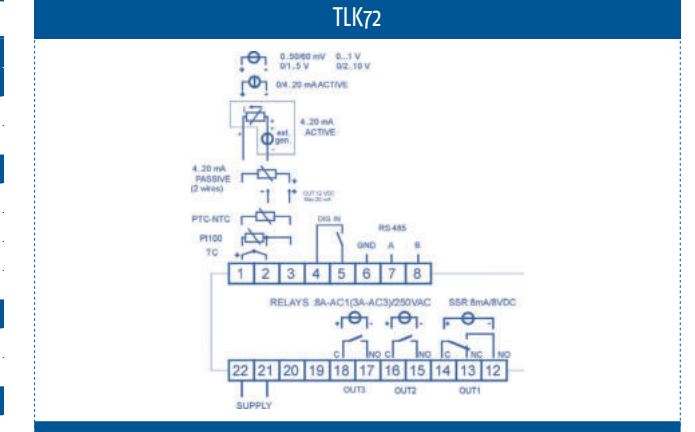 TLK72
0..50/60 mV 0...1 V
0/1..5 V 0/2..10 V
0/4..20 mA ACTIVE
4..20 mA
ACTIVE
ext.
gen.
4..20 mA
PASSIVE
(2 wires)
OUT 12 VDC
Max 20 mA
PTC-NTC
DIG IN
RS 485
Pt100
GND A B
TC
1 2 3 4 5 6 7 8
RELAYS :8A-AC1(3A-AC3)/250VAC SSR:8mA/8VDC
C NO C NO C NC NO
22 21 20 19 18 17 16 15 14 13 12
OUT3 OUT2 OUT1
SUPPLY